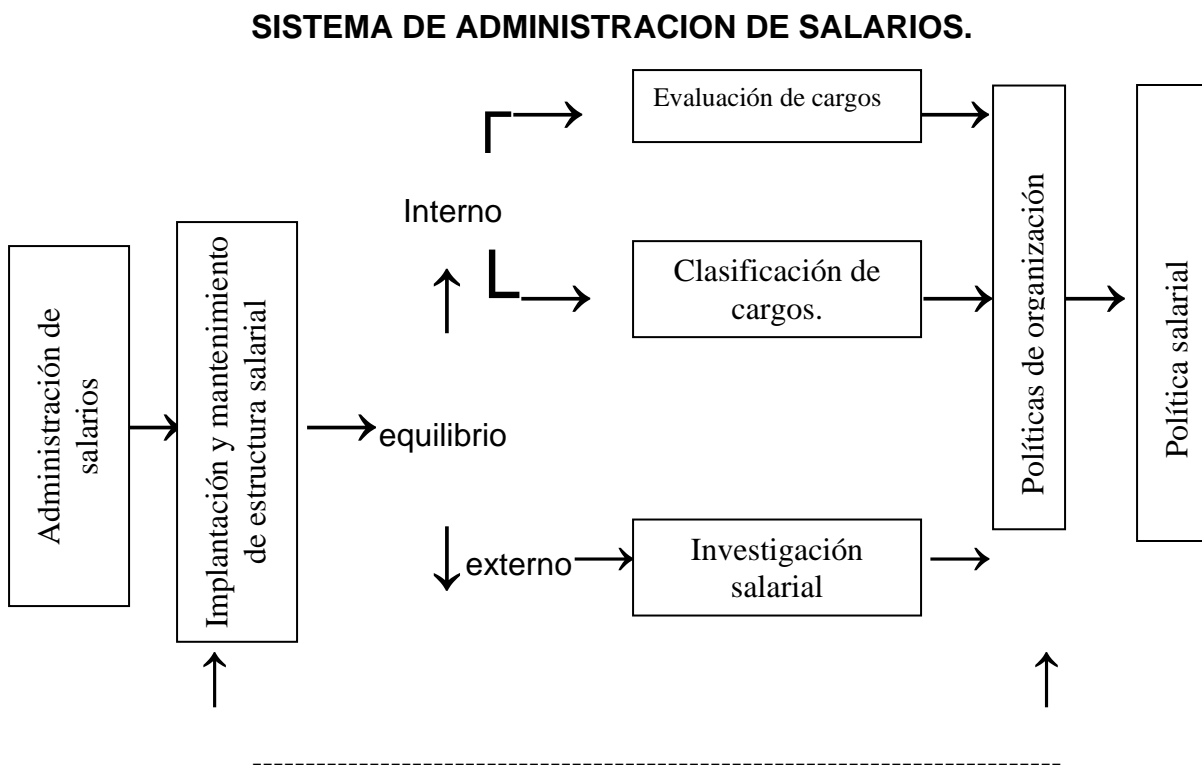 SISTEMA DE ADMINISTRACION DE SALARIOS.
Evaluación de cargos
Interno
Clasificación de
cargos.
Administración de
salarios
Implantación y mantenimiento
de estructura salarial
equilibrio
Políticas de organización
Política salarial
externo
Investigación
salarial